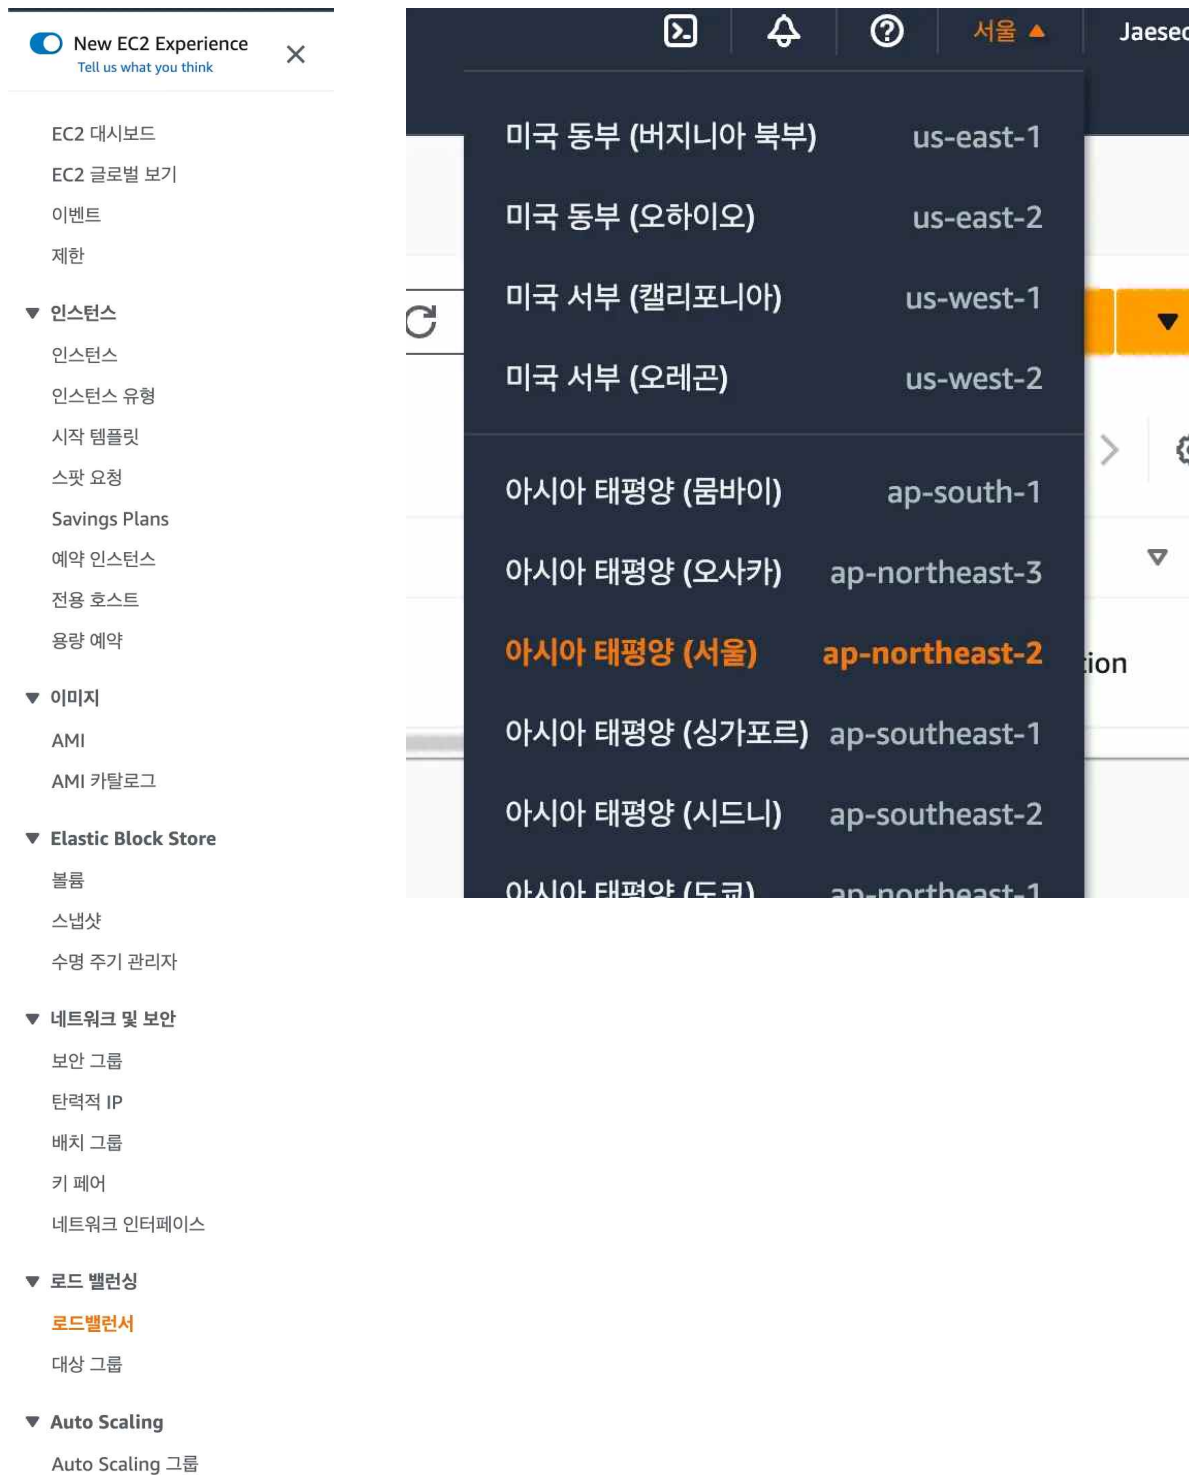 New EC2 Experience
Tell us what you think
EC2 대시보드
EC2 글로벌 보기
이벤트
제한
인스턴스
인스턴스
인스턴스 유형
시작 템플릿
스팟 요청
Savings Plans
예약 인스턴스
전용 호스트
용량 예약
이미지
AMI
AMI 카탈로그
Elastic Block Store
볼륨
스냅샷
수명 주기 관리자
네트워크 및 보안
보안 그룹
탄력적 IP
배치 그룹
키 페어
네트워크 인터페이스
로드 밸런싱
로드밸런서
대상 그룹
Auto Scaling
Auto Scaling 그룹
서울 Jaeseo
미국 동부 (버지니아 북부) us-east-1
미국 동부 (오하이오) us-east-2
미국 서부 (캘리포니아) us-west-1
미국 서부 (오레곤) us-west-2
아시아 태평양 (뭄바이) ap-south-1
아시아 태평양 (오사카) ap-northeast-3
아시아 태평양 (서울) ap-northeast-2
tion
아시아 태평양 (싱가포르) ap-southeast-1
아시아 태평양 (시드니) ap-southeast-2
아시아 태평양 (도쿄) ap-northeast-1